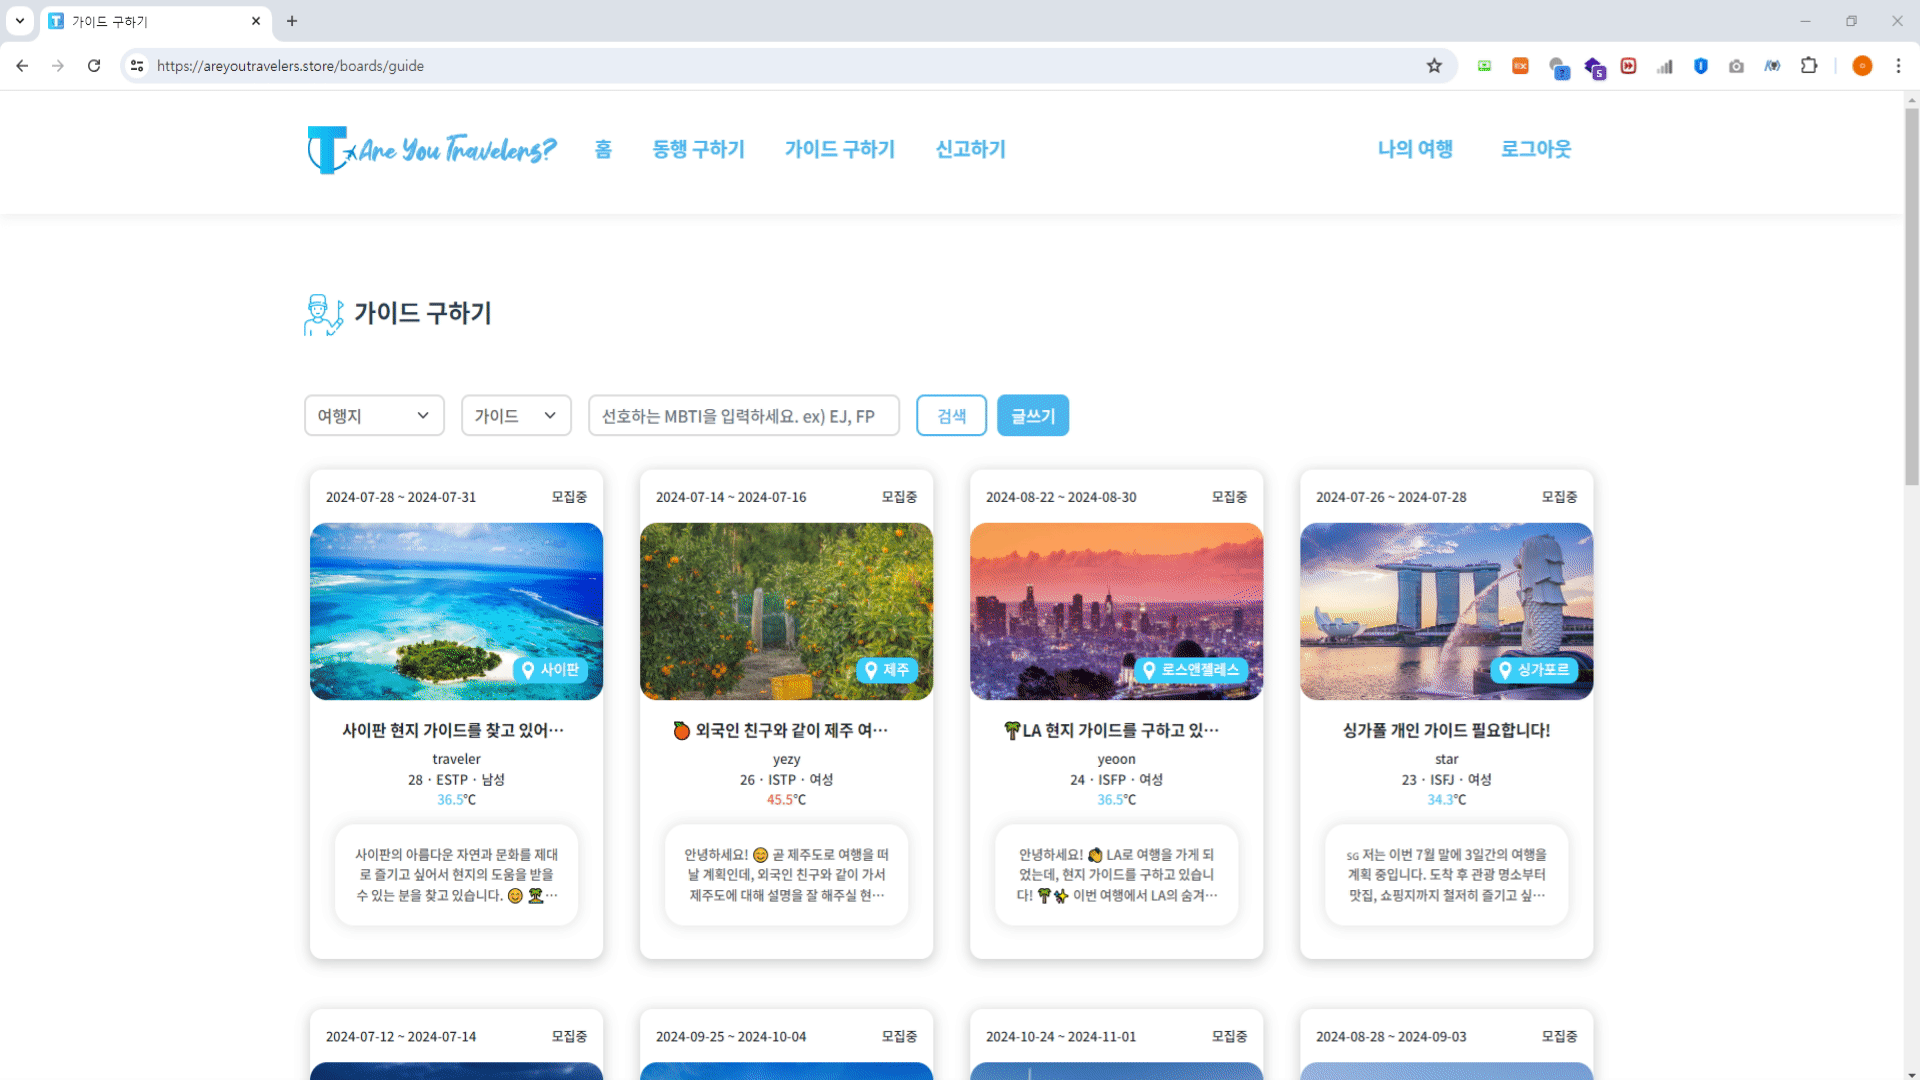 가이드 구하기
https://areyoutravelers.store/boards/guide
T Are You Travelers?
홈
동행 구하기
가이드 구하기
신고하기
나의 여행
로그아웃
가이드 구하기
여행지
가이드
선호하는 MBTI을 입력하세요. ex) EJ, FP
검색
글쓰기
2024-07-28 ~ 2024-07-31
모집중
사이판
사이판 현지 가이드를 찾고 있어…
traveler
28 · ESTP · 남성
36.5℃
사이판의 아름다운 자연과 문화를 제대
로 즐기고 싶어서 현지의 도움을 받을
수 있는 분을 찾고 있습니다. 😊 🏝️ …
2024-07-14 ~ 2024-07-16
모집중
제주
🍊 외국인 친구와 같이 제주 여…
yezy
26 · ISTP · 여성
45.5℃
안녕하세요! 😊 곧 제주도로 여행을 떠
날 계획인데, 외국인 친구와 같이 가서
제주도에 대해 설명을 잘 해주실 현…
2024-08-22 ~ 2024-08-30
모집중
로스앤젤레스
🌴LA 현지 가이드를 구하고 있…
yeoon
24 · ISFP · 여성
36.5℃
안녕하세요! 👏 LA로 여행을 가게 되
었는데, 현지 가이드를 구하고 있습니
다! 🌴✨ 이번 여행에서 LA의 숨겨…
2024-07-26 ~ 2024-07-28
모집중
싱가포르
싱가폴 개인 가이드 필요합니다!
star
23 · ISFJ · 여성
34.3℃
SG 저는 이번 7월 말에 3일간의 여행을
계획 중입니다. 도착 후 관광 명소부터
맛집, 쇼핑지까지 철저히 즐기고 싶…
2024-07-12 ~ 2024-07-14
모집중
2024-09-25 ~ 2024-10-04
모집중
2024-10-24 ~ 2024-11-01
모집중
2024-08-28 ~ 2024-09-03
모집중